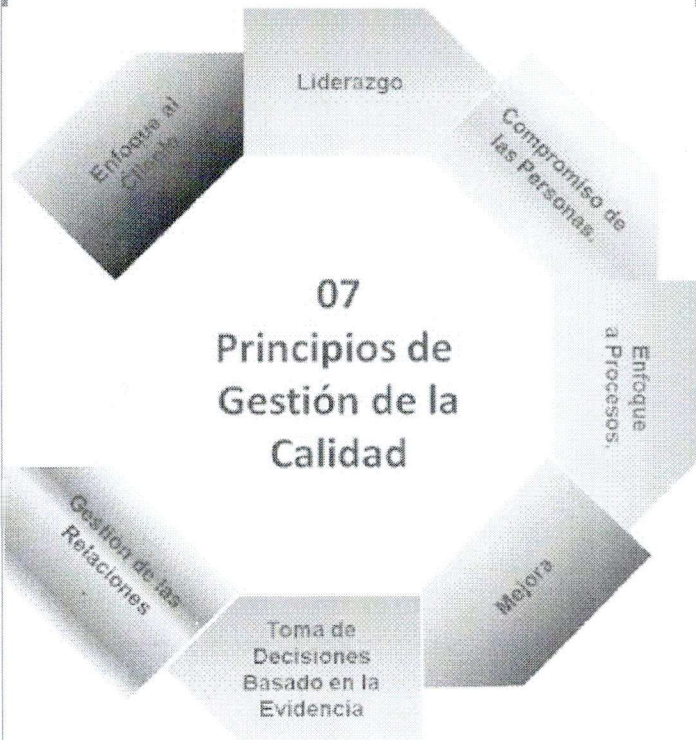 07
Principios de
Gestión de la
Calidad
Enfoque al
Cliente
Liderazgo
Compromiso de
las Personas.
Enfoque
a Procesos.
Mejora
Toma de
Decisiones
Basado en la
Evidencia
Gestion de las
Relaciones